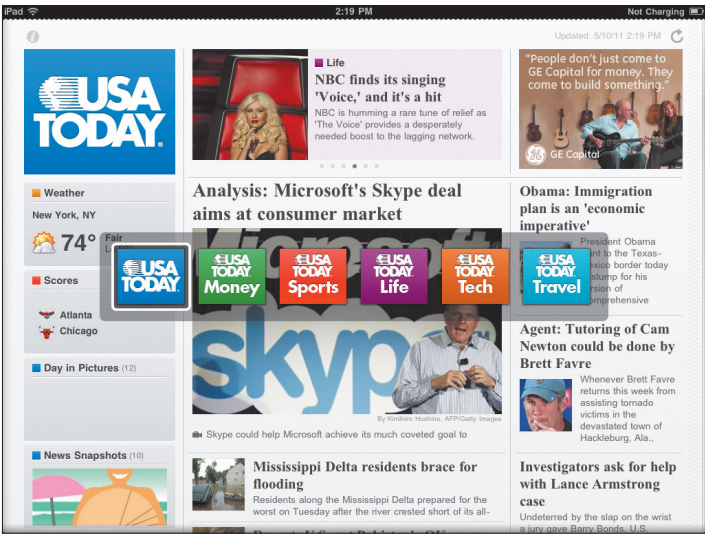 iPad
2:19 PM
Not Charging
Updated: 5/10/11 2:19 PM
USA
TODAY
Life
NBC finds its singing
'Voice,' and it's a hit
NBC is humming a rare tune of relief as
'The Voice' provides a desperately
needed boost to the lagging network.
"People don't just come to
GE Capital for money. They
come to build something."
GE Capital
Weather
New York, NY
74°
Fair
Scores
Atlanta
Chicago
Day in Pictures (12)
News Snapshots (10)
Analysis: Microsoft's Skype deal
aims at consumer market
Microsoft
skype
USA
TODAY
USA
TODAY
Money
USA
TODAY
Sports
USA
TODAY
Life
USA
TODAY
Tech
USA
TODAY
Travel
By Kimihiro Hoshino, AFP/Getty Images
Skype could help Microsoft achieve its much coveted goal to
Mississippi Delta residents brace for
flooding
Residents along the Mississippi Delta prepared for the
worst on Tuesday after the river crested short of its all-
Obama: Immigration
plan is an 'economic
imperative'
President Obama
to the Texas-
border today
stump for his
of
Agent: Tutoring of Cam
Newton could be done by
Brett Favre
Whenever Brett Favre
returns this week from
assisting tornado
victims in the
devastated town of
Hackleburg, Ala.,
Investigators ask for help
with Lance Armstrong
case
Undeterred by the slap on the wrist
a jury gave Barry Bonds, U.S.